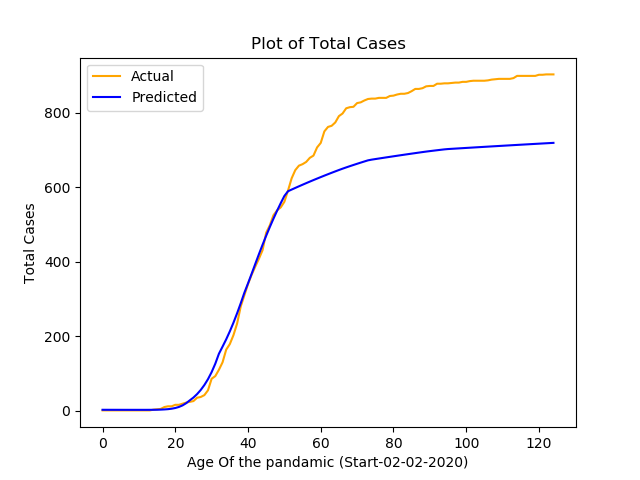 Plot of Total Cases
Actual
Predicted
800
600
400
200
0
Total Cases
0 20 40 60 80 100 120
Age Of the pandamic (Start-02-02-2020)